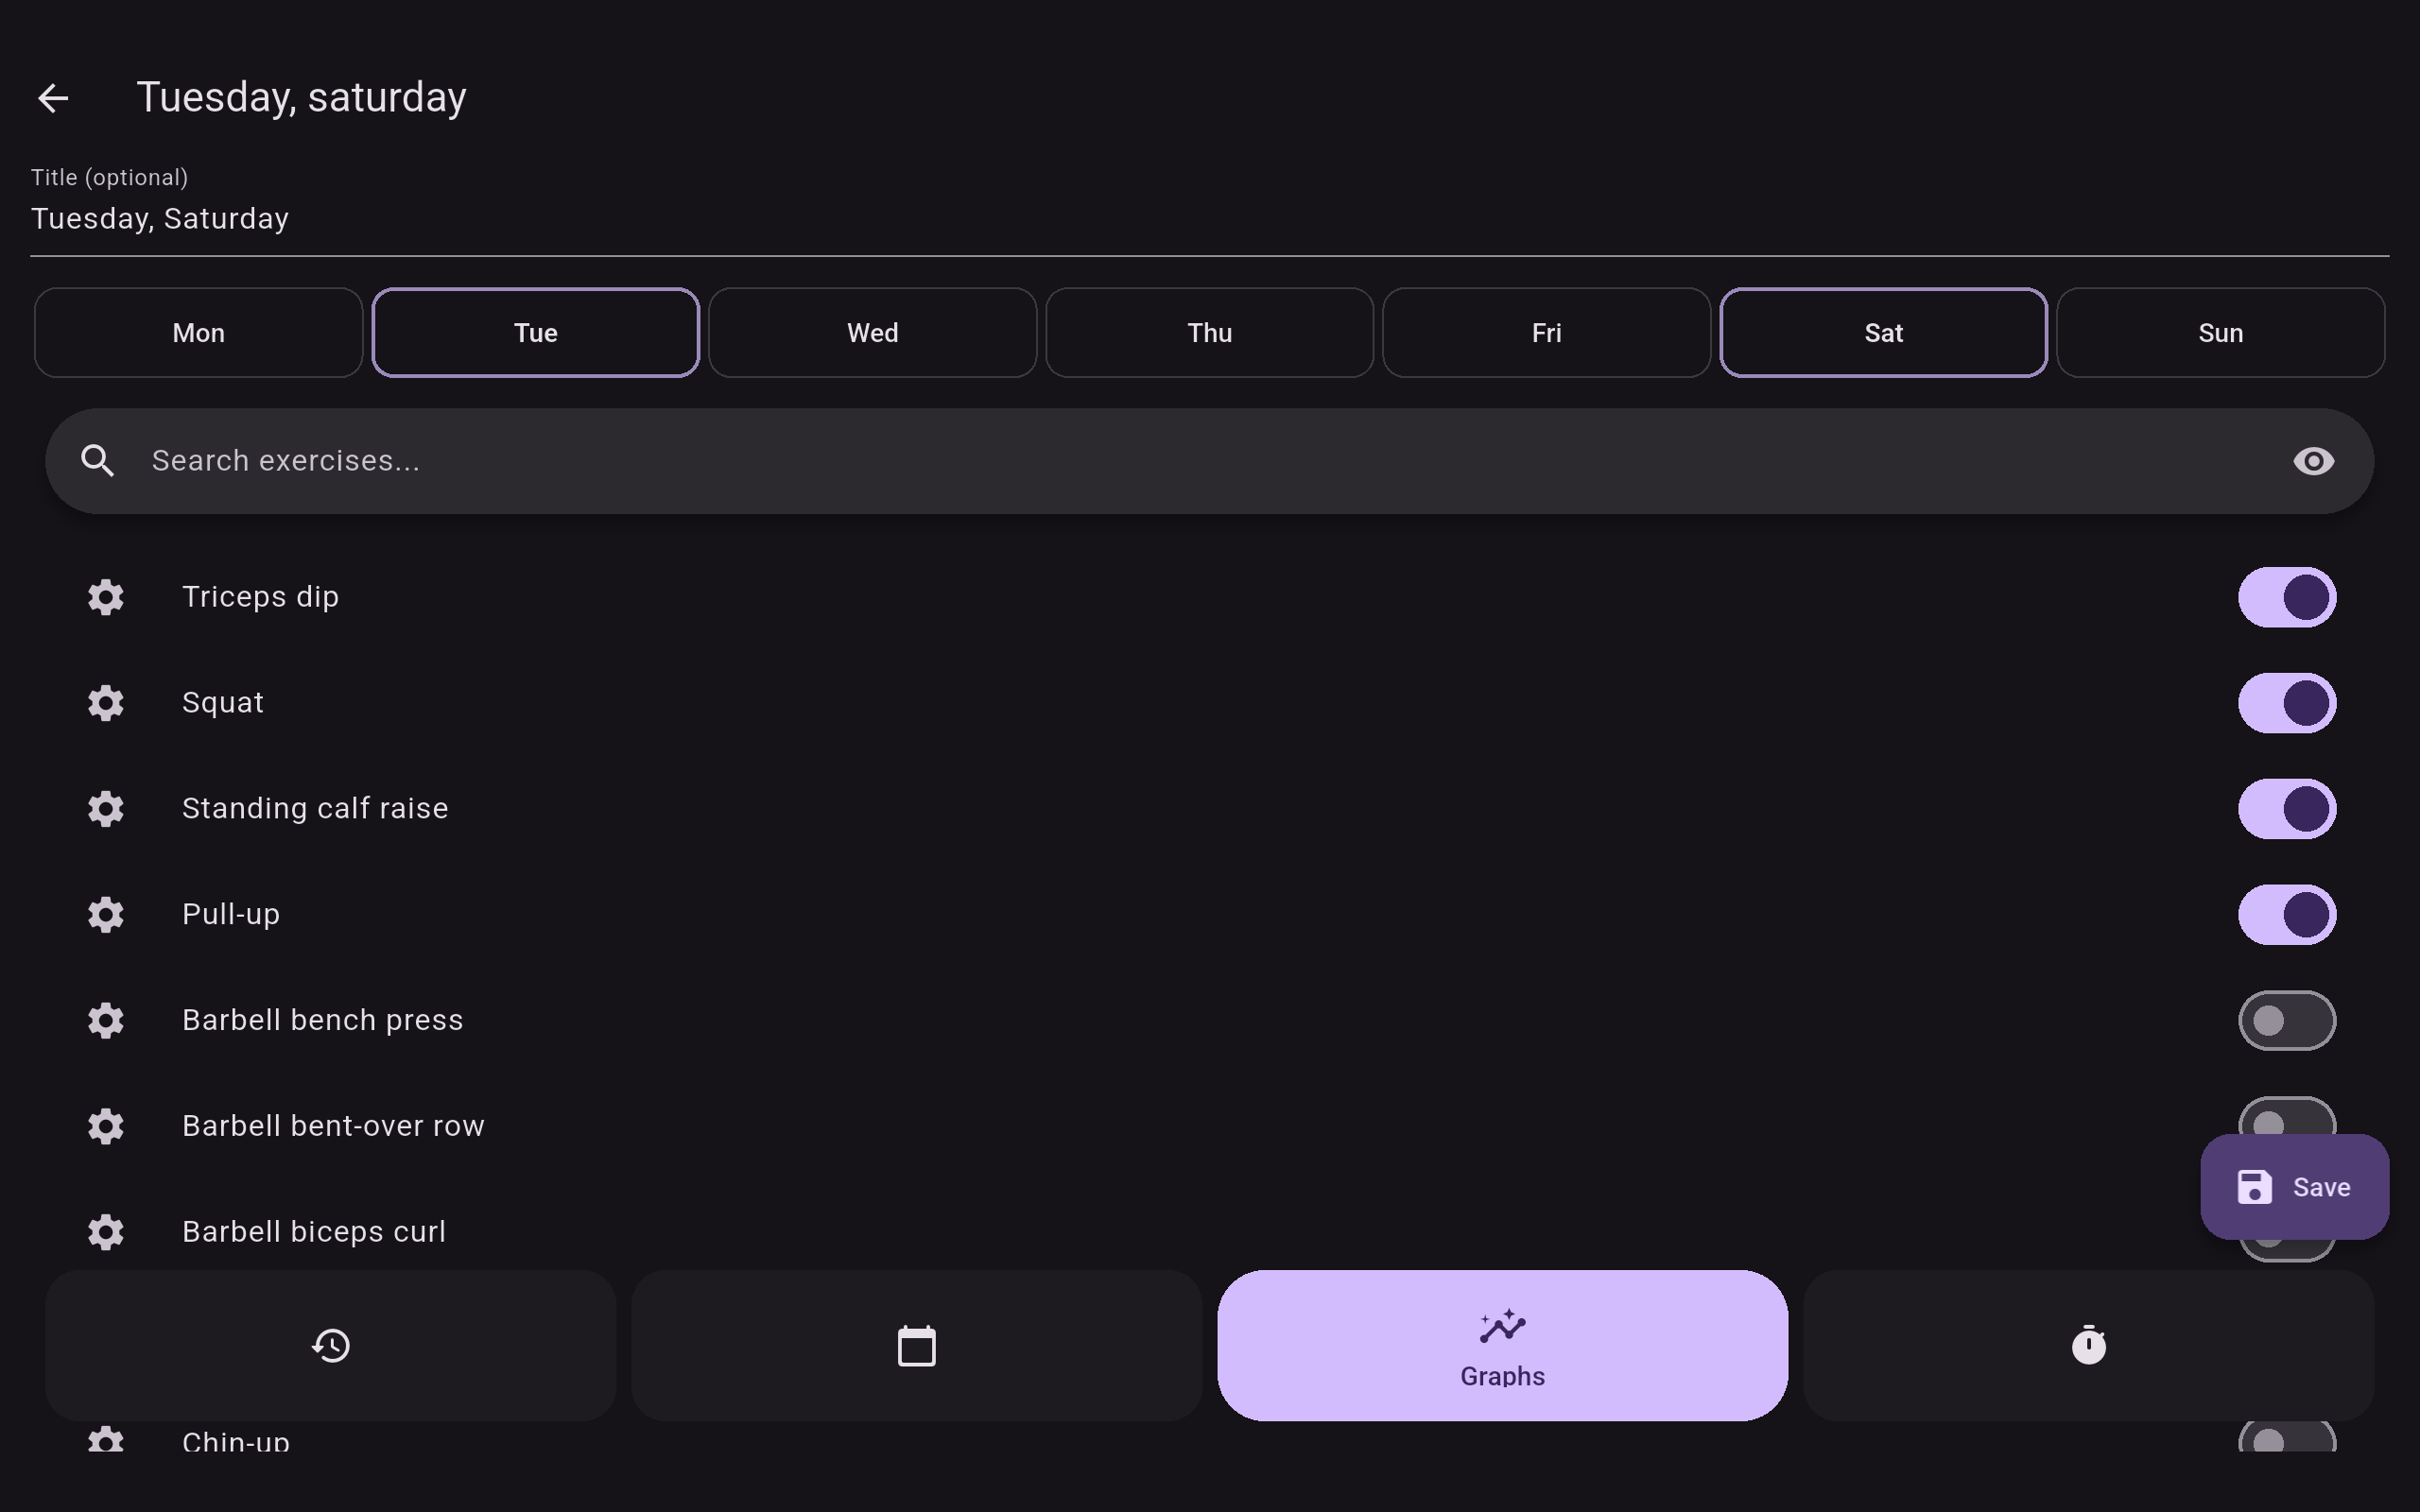 Tuesday, saturday
Title (optional)
Tuesday, Saturday
Mon Tue Wed Thu Fri Sat Sun
Search exercises...
Triceps dip
Squat
Standing calf raise
Pull-up
Barbell bench press
Barbell bent-over row
Save
Barbell biceps curl
Graphs
Chin-up